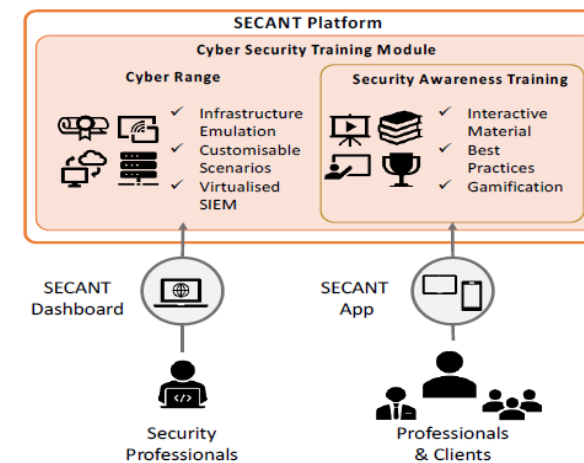 SECANT Platform
Cyber Security Training Module
Cyber Range
✓ Infrastructure
Emulation
✓ Customisable
Scenarios
✓ Virtualised
SIEM
Security Awareness Training
✓ Interactive
Material
✓ Best
Practices
✓ Gamification
SECANT
Dashboard
SECANT
App
Security
Professionals
Professionals
& Clients